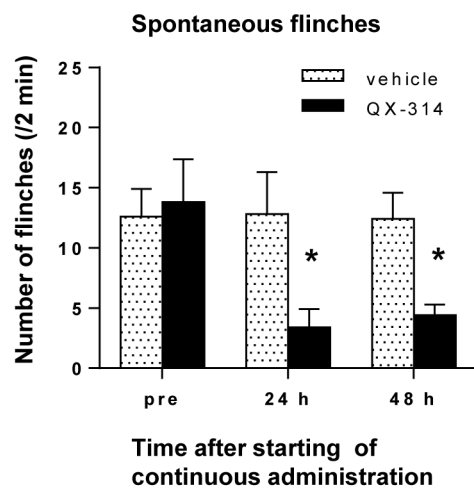 Spontaneous flinches
25
20
15
10
5
0
Number of flinches (/2 min)
vehicle
QX-314
*
*
pre 24 h 48 h
Time after starting of
continuous administration